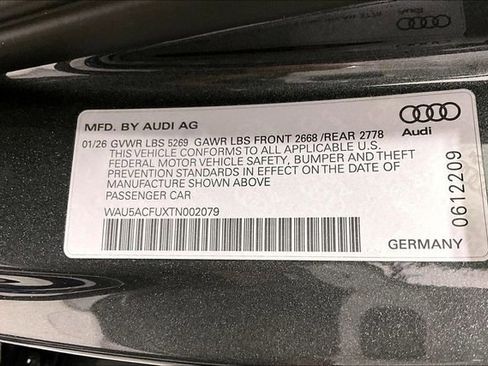 MFD. BY AUDI AG
01/26 GVWR LBS 5269 GAWR LBS FRONT 2668 /REAR 2778
THIS VEHICLE CONFORMS TO ALL APPLICABLE U.S.
FEDERAL MOTOR VEHICLE SAFETY, BUMPER AND THEFT
PREVENTION STANDARDS IN EFFECT ON THE DATE OF
MANUFACTURE SHOWN ABOVE
PASSENGER CAR
WAU5ACFUXTN002079
Audi
0612209
GERMANY